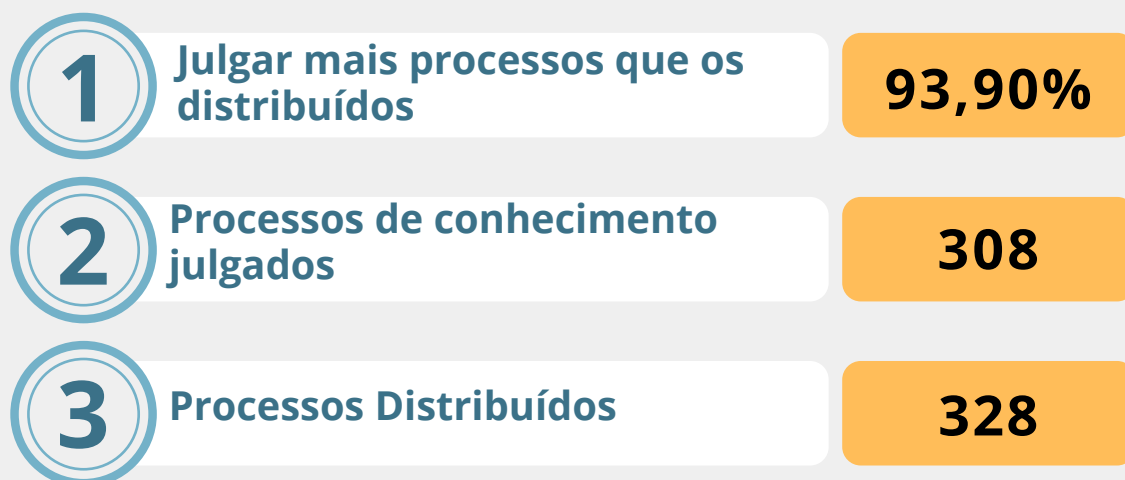 1
Julgar mais processos que os
distribuídos
93,90%
2
Processos de conhecimento
julgados
308
3
Processos Distribuídos
328